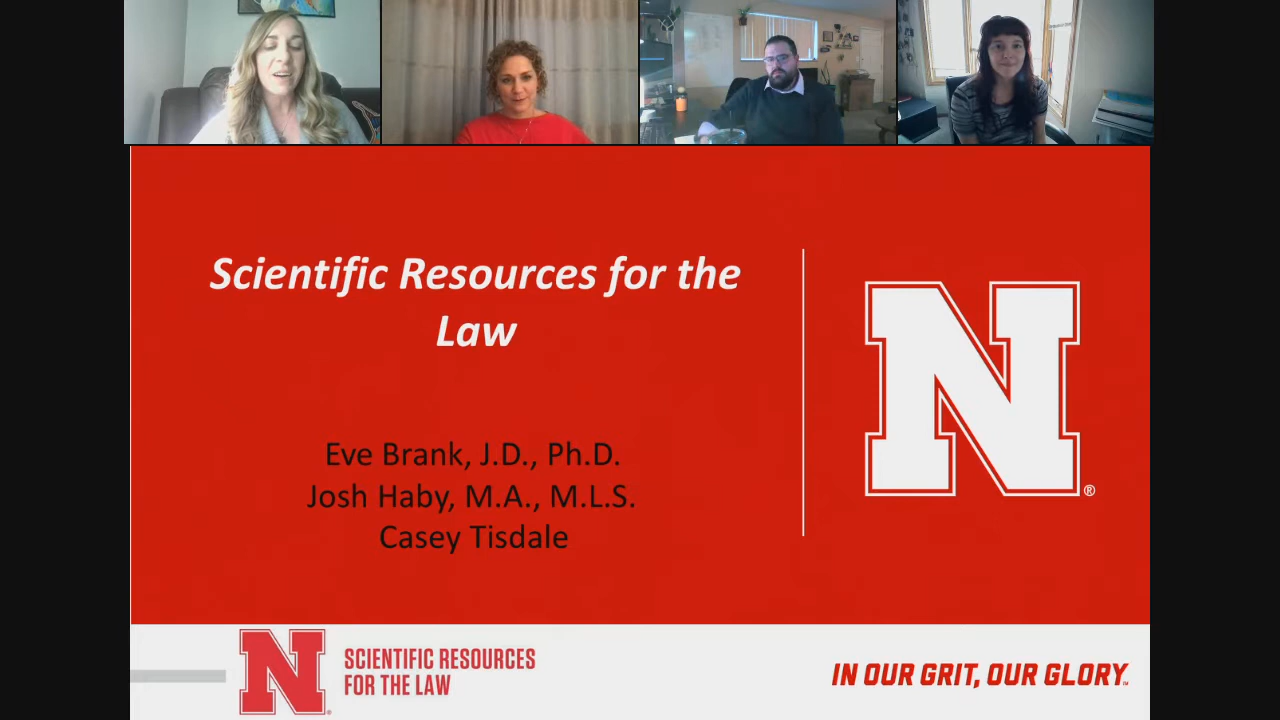 Scientific Resources for the
Law
Eve Brank, J.D., Ph.D.
Josh Haby, M.A., M.L.S.
Casey Tisdale
N®
N®
SCIENTIFIC RESOURCES
FOR THE LAW
IN OUR GRIT, OUR GLORY™